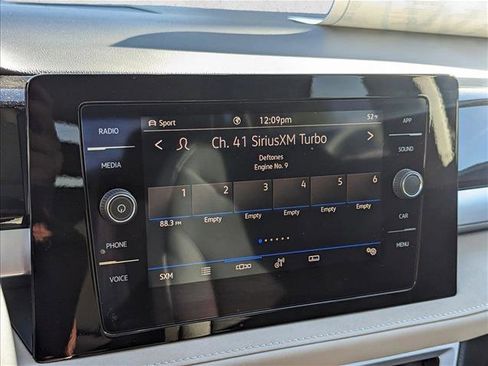 RADIO
MEDIA
PHONE
VOICE
Sport 12:09pm 52°F
< Ch. 41 SiriusXM Turbo >
Deftones
Engine No. 9
1 2 3 4 5 6
88.3 FM Empty Empty Empty Empty Empty
SXM
APP
SOUND
CAR
MENU